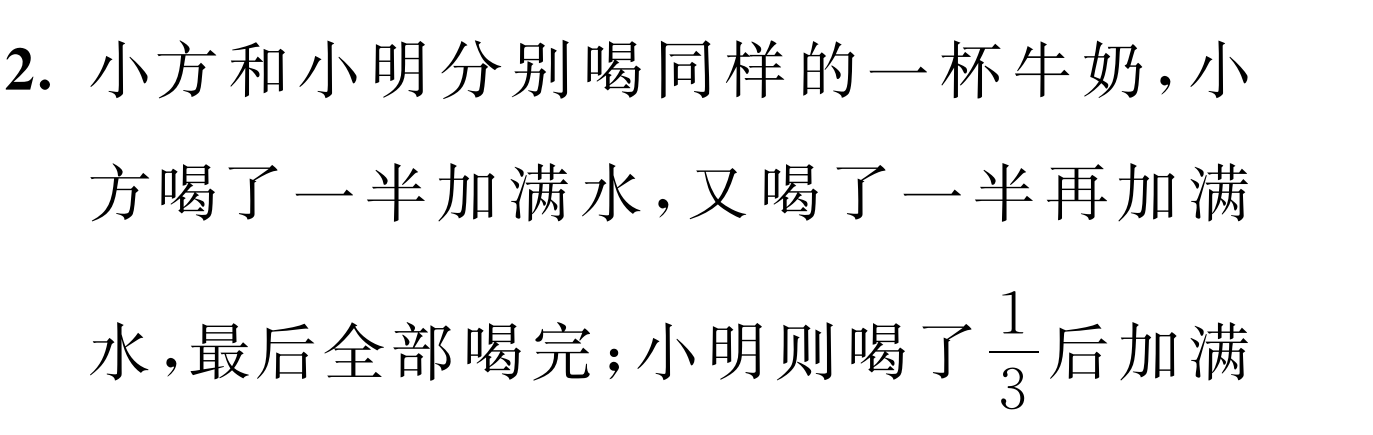 2. 小方和小明分别喝同样的一杯牛奶,小
方喝了一半加满水,又喝了一半再加满
水,最后全部喝完;小明则喝了1/3后加满